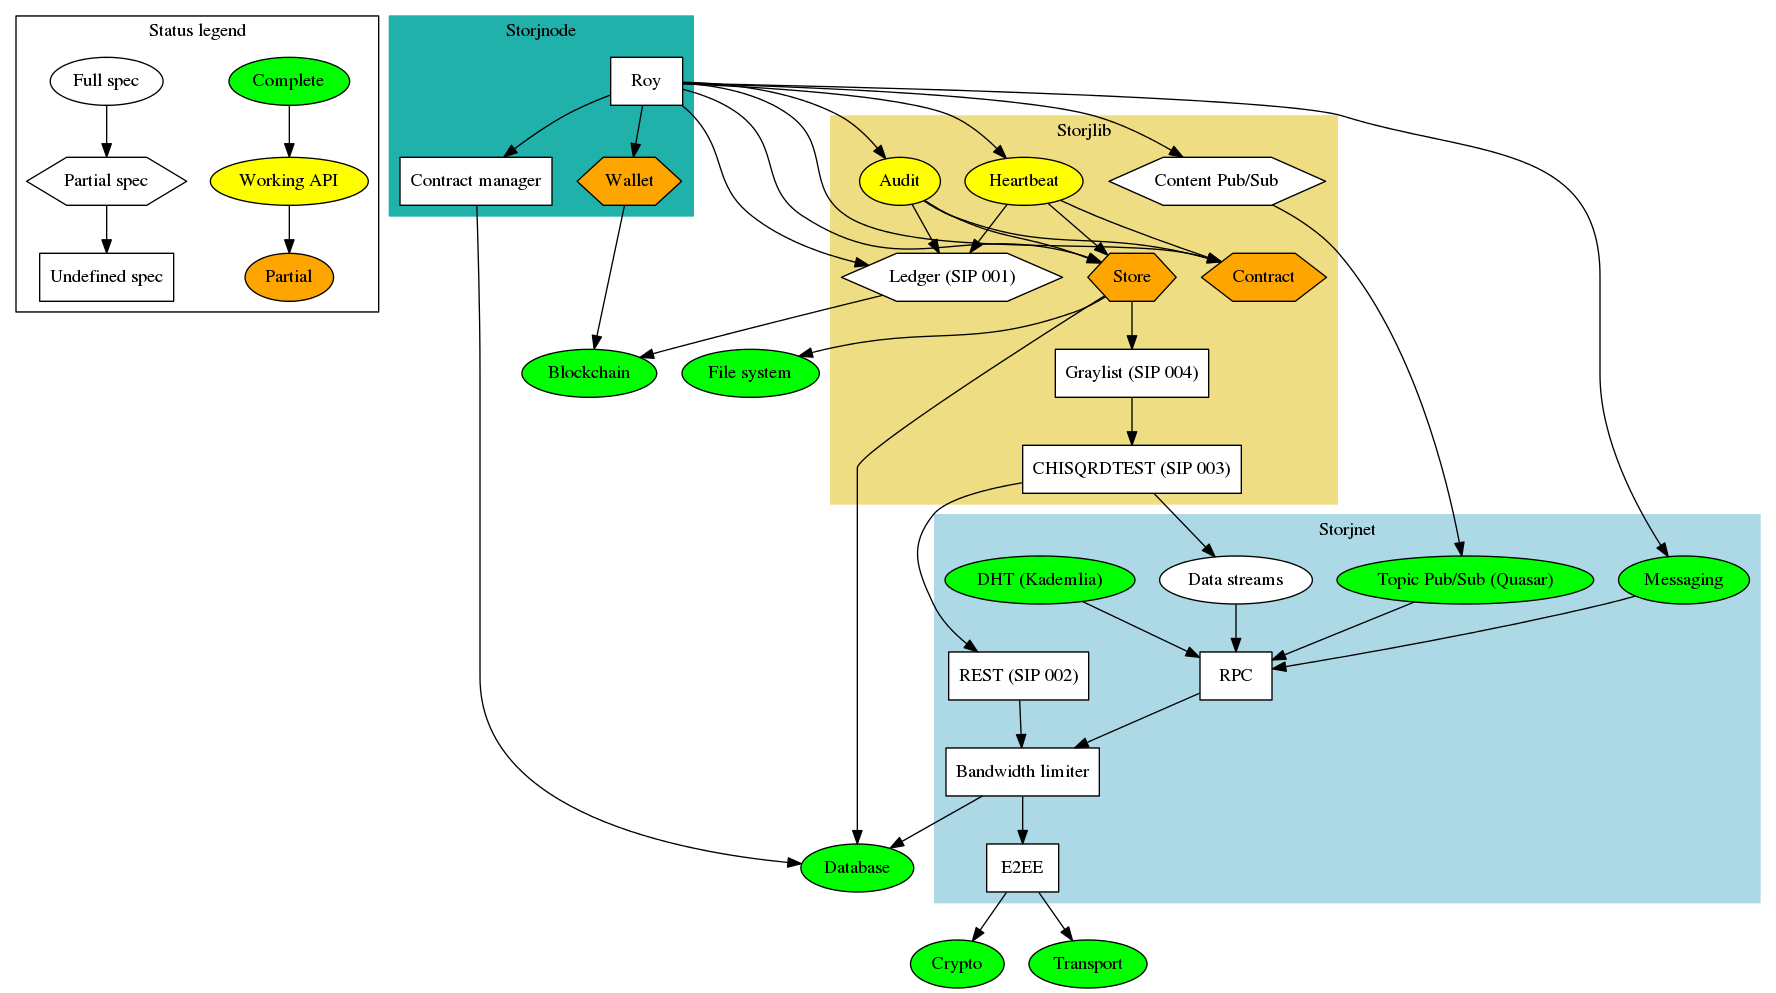 Status legend
Full spec
Complete
Partial spec
Working API
Undefined spec
Partial
Storjnode
Roy
Contract manager
Wallet
Storjlib
Audit
Heartbeat
Content Pub/Sub
Ledger (SIP 001)
Store
Contract
Blockchain
File system
Graylist (SIP 004)
CHISQRDTEST (SIP 003)
Storjnet
DHT (Kademlia)
Data streams
Topic Pub/Sub (Quasar)
Messaging
REST (SIP 002)
RPC
Bandwidth limiter
Database
E2EE
Crypto
Transport